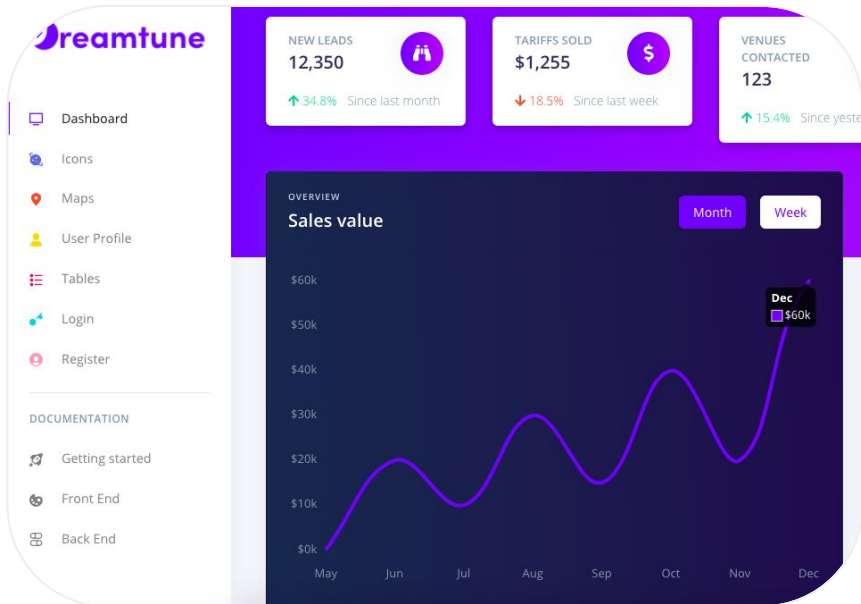 Dreamtune
Dashboard
Icons
Maps
User Profile
Tables
Login
Register
DOCUMENTATION
Getting started
Front End
Back End
NEW LEADS
12,350
34.8% Since last month
TARIFFS SOLD
$1,255
$
18.5% Since last week
VENUES
CONTACTED
123
15.4% Since yeste
OVERVIEW
Sales value
Month
Week
$60k
$50k
$40k
$30k
$20k
$10k
$0k
Dec
$60k
May Jun Jul Aug Sep Oct Nov Dec